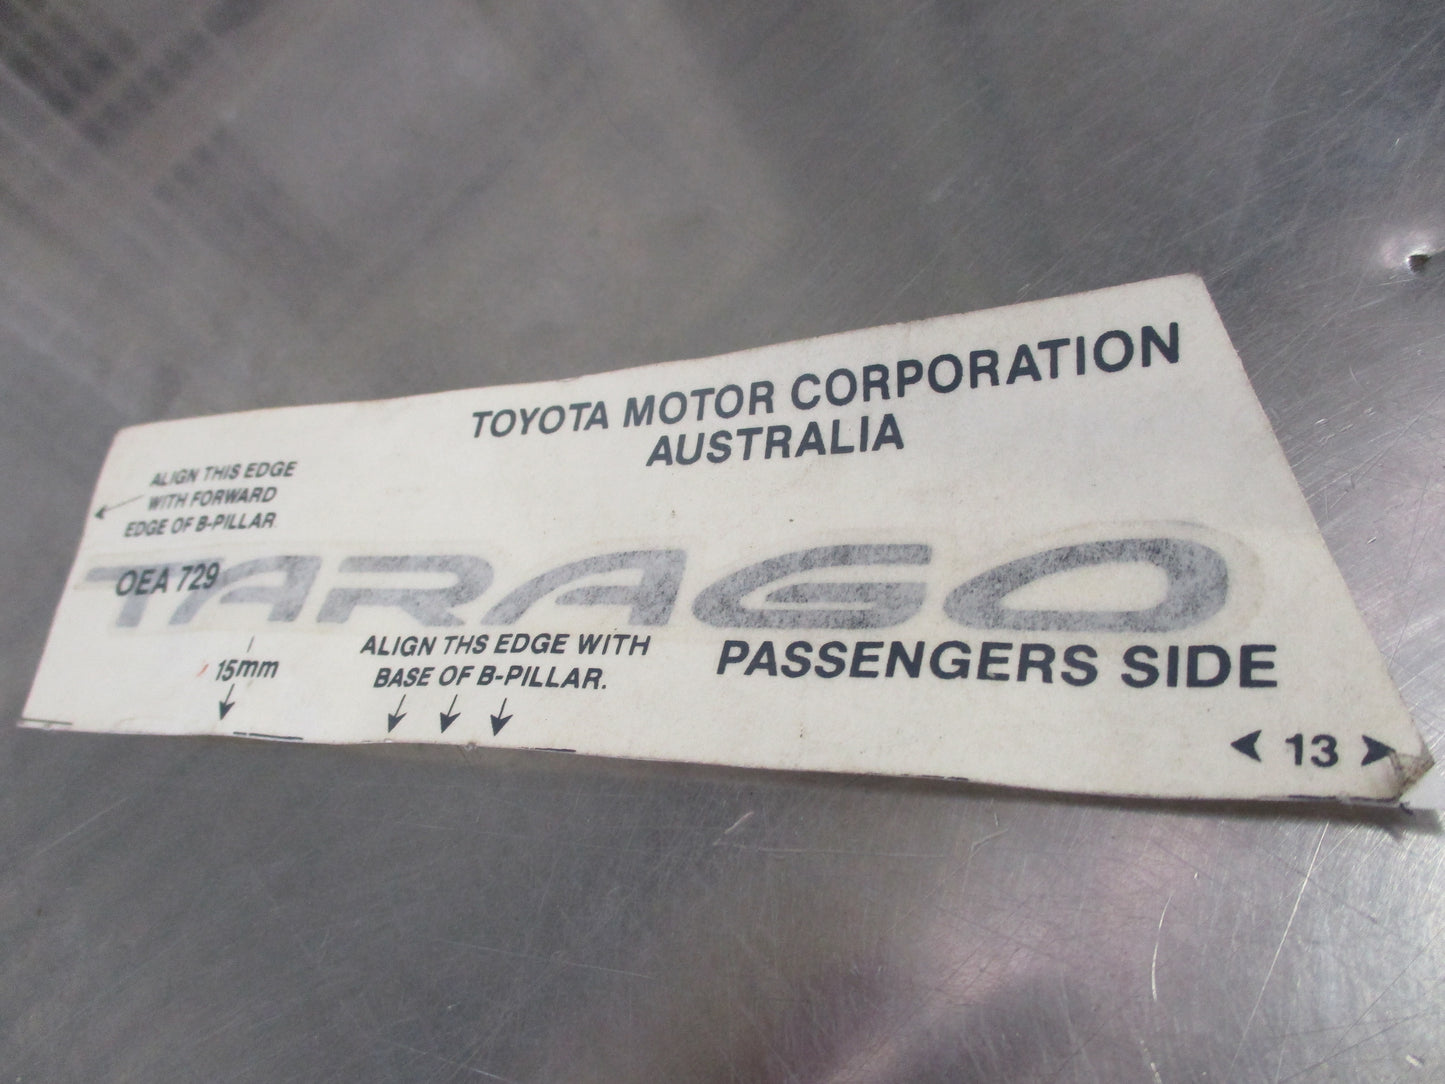 TOYOTA MOTOR CORPORATION
AUSTRALIA
ALIGN THIS EDGE
WITH FORWARD
EDGE OF B-PILLAR.
TARAGO
OEA 729
15mm
ALIGN THS EDGE WITH
BASE OF B-PILLAR.
PASSENGERS SIDE
13